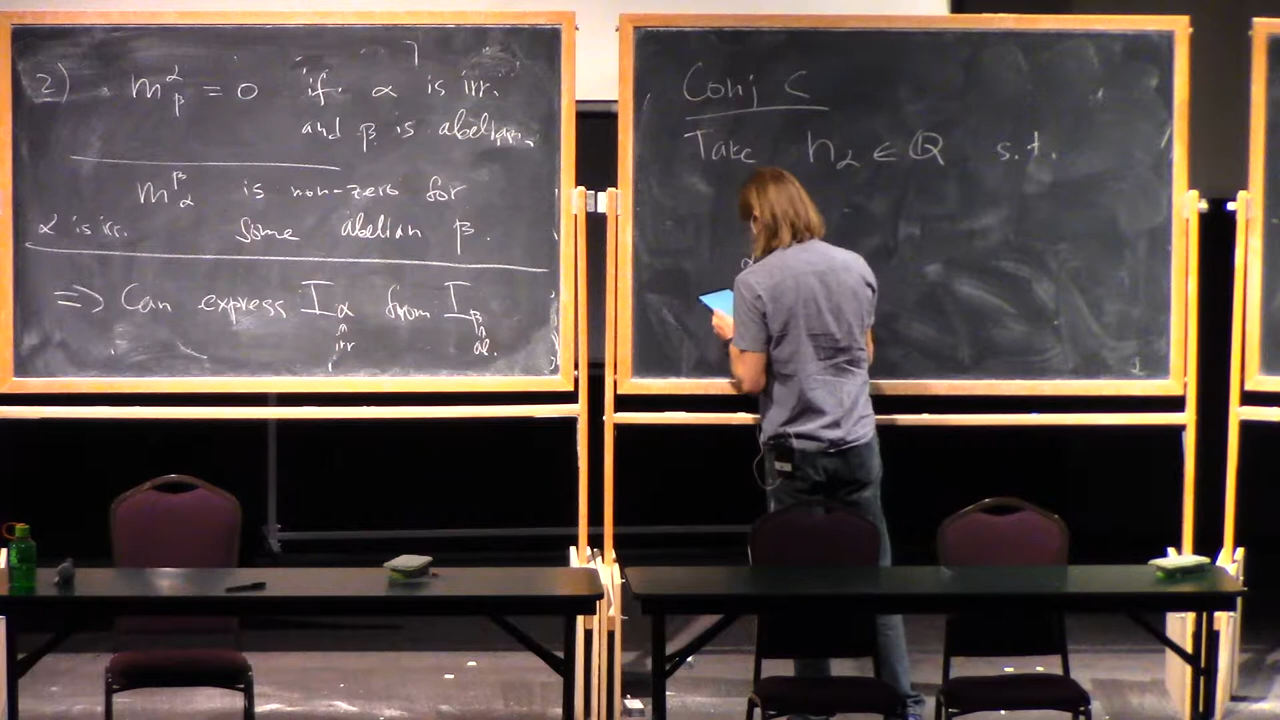 2) m^α_β = 0 if α is irr.
and β is abelian.
m^β_α is non-zero for
α is irr. some abelian β.
=> Can express I_α from I_β
irr ab.
Conj C
Take n_α ∈ ℚ s.t.